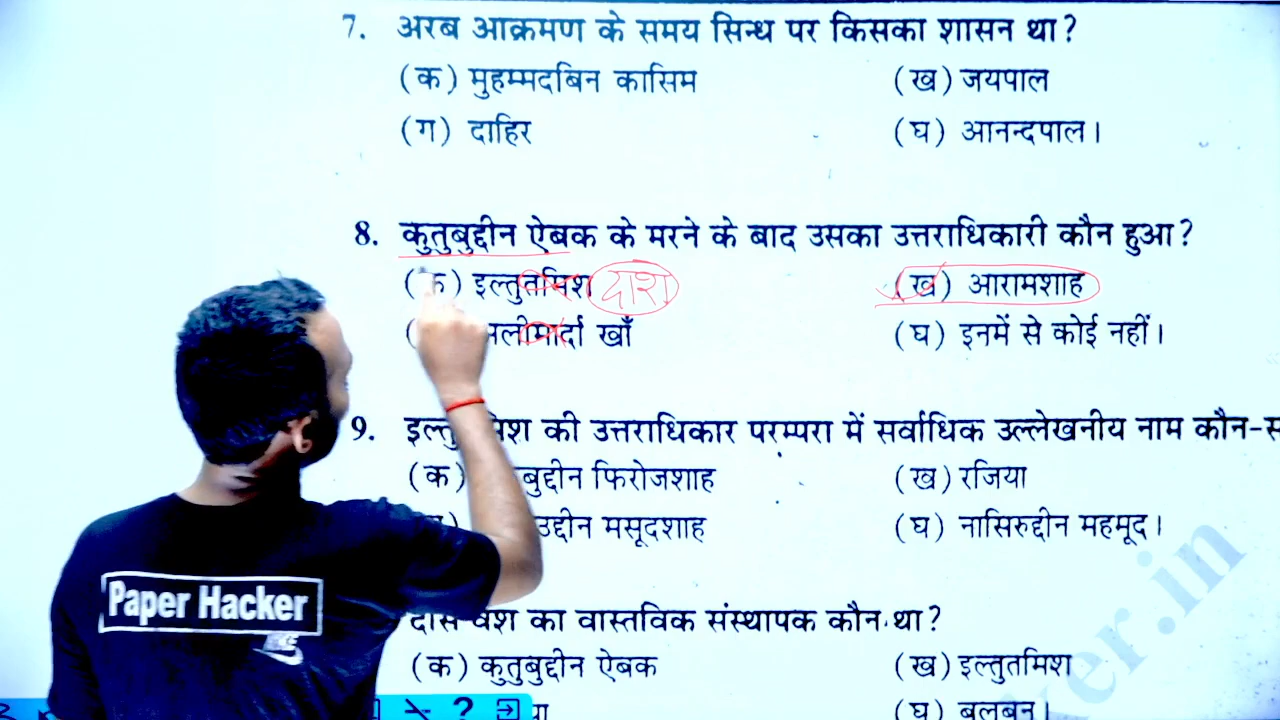 7. अरब आक्रमण के समय सिन्ध पर किसका शासन था?
(क) मुहम्मदबिन कासिम (ख) जयपाल
(ग) दाहिर (घ) आनन्दपाल।
8. कुतुबुद्दीन ऐबक के मरने के बाद उसका उत्तराधिकारी कौन हुआ?
(क) इल्तुतमिश दाश (ख) आरामशाह
खाँ (घ) इनमें से कोई नहीं।
9. की उत्तराधिकार परम्परा में सर्वाधिक उल्लेखनीय नाम
(क) फिरोजशाह (ख) रजिया
मसूदशाह (घ) नासिरुद्दीन महमूद।
दास वंश का वास्तविक संस्थापक कौन था?
(क) कुतुबुद्दीन ऐबक (ख) इल्तुतमिश
(घ) बलबन।
Paper Hacker